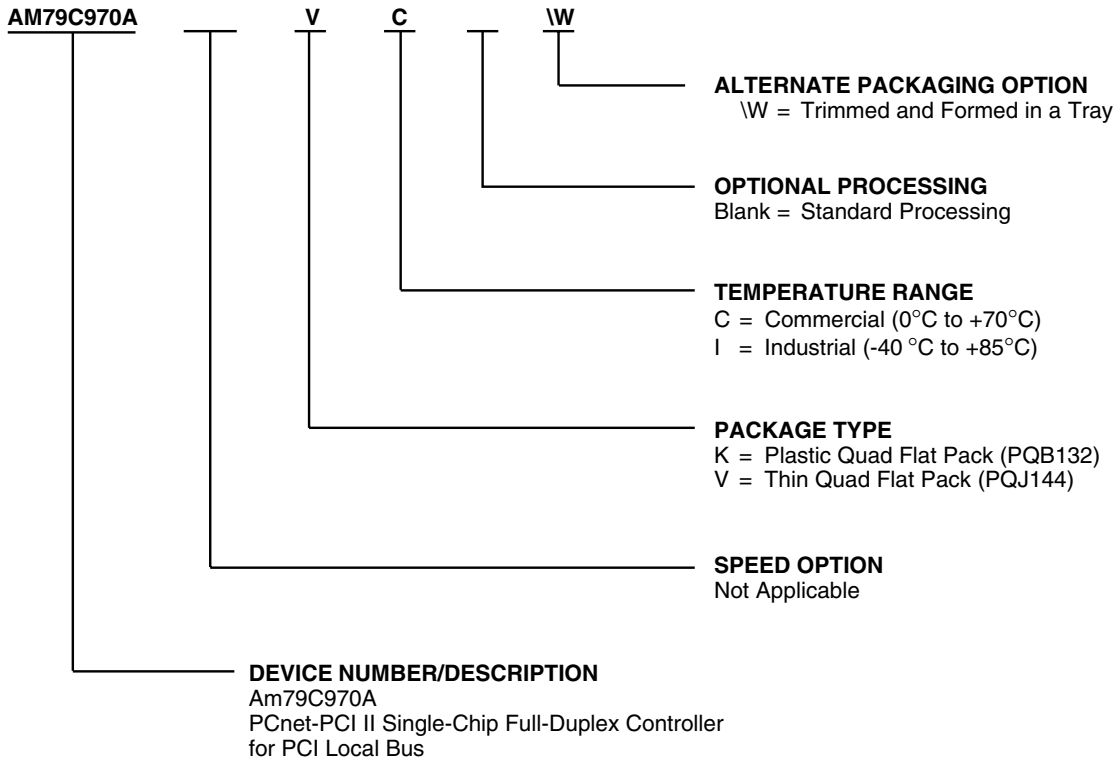 AM79C970A V C \W
ALTERNATE PACKAGING OPTION
\W = Trimmed and Formed in a Tray
OPTIONAL PROCESSING
Blank = Standard Processing
TEMPERATURE RANGE
C = Commercial (0°C to +70°C)
I = Industrial (-40 °C to +85°C)
PACKAGE TYPE
K = Plastic Quad Flat Pack (PQB132)
V = Thin Quad Flat Pack (PQJ144)
SPEED OPTION
Not Applicable
DEVICE NUMBER/DESCRIPTION
Am79C970A
PCnet-PCI II Single-Chip Full-Duplex Controller
for PCI Local Bus